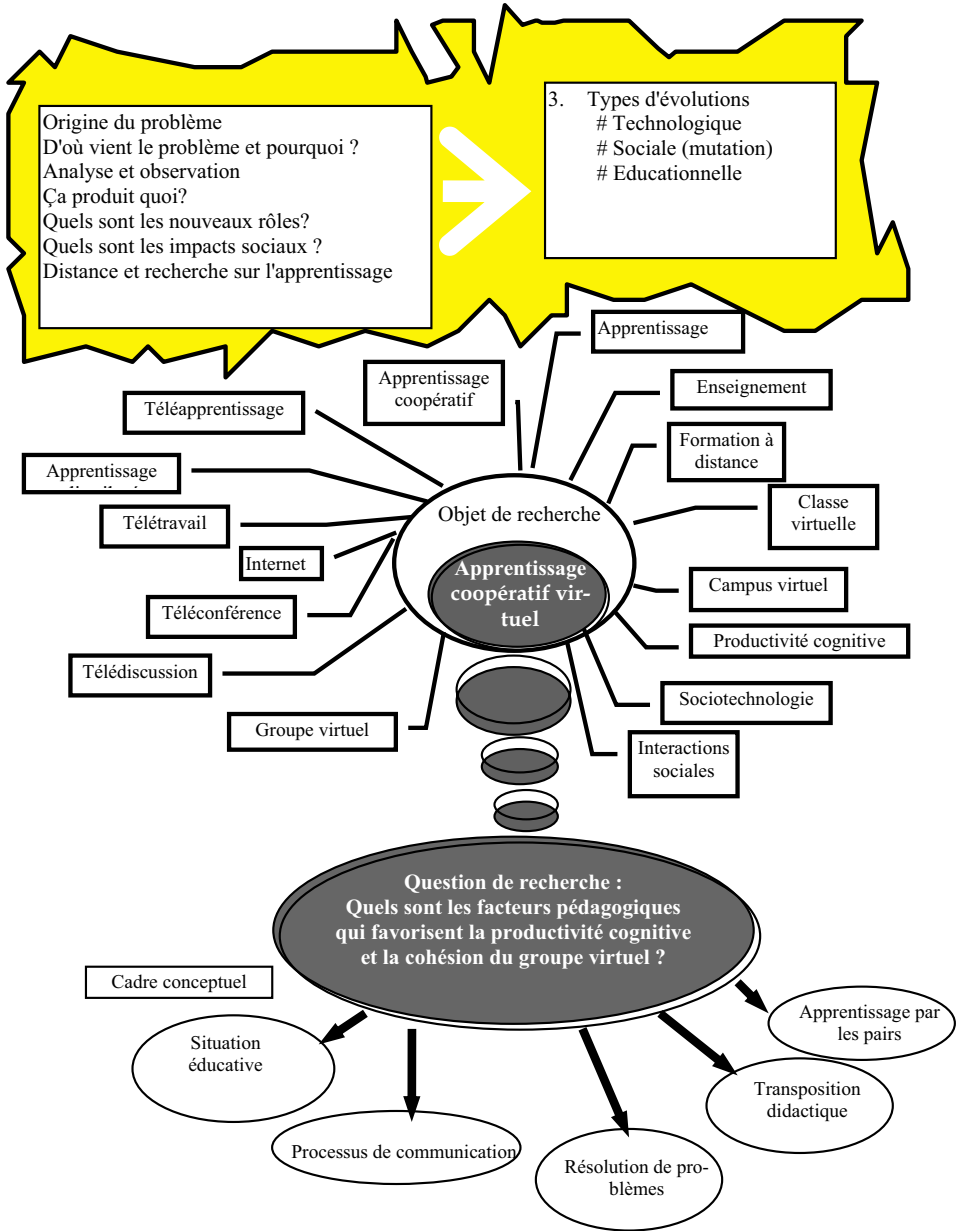 Origine du problème
D'où vient le problème et pourquoi ?
Analyse et observation
Ça produit quoi?
Quels sont les nouveaux rôles?
Quels sont les impacts sociaux ?
Distance et recherche sur l'apprentissage
3. Types d'évolutions
# Technologique
# Sociale (mutation)
# Educationnelle
Apprentissage
Apprentissage
coopératif
Enseignement
Téléapprentissage
Formation à
distance
Apprentissage
Classe
virtuelle
Télétravail
Objet de recherche
Internet
Apprentissage
coopératif vir-
tuel
Campus virtuel
Téléconférence
Productivité cognitive
Télédiscussion
Sociotechnologie
Groupe virtuel
Interactions
sociales
Question de recherche :
Quels sont les facteurs pédagogiques
qui favorisent la productivité cognitive
et la cohésion du groupe virtuel ?
Cadre conceptuel
Situation
éducative
Processus de communication
Résolution de pro-
blèmes
Transposition
didactique
Apprentissage par
les pairs